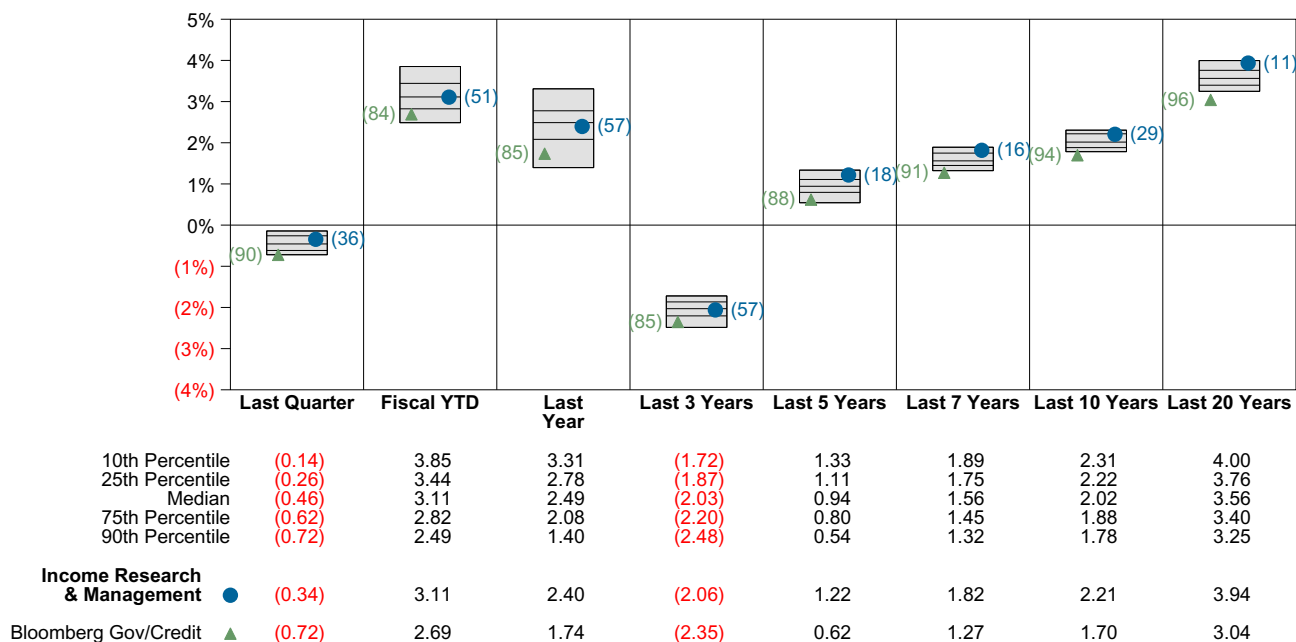 5%
4%
3%
2%
1%
0%
(1%)
(2%)
(3%)
(4%)
(90)
(36)
(84)
(51)
(85)
(57)
(85)
(57)
(88)
(18)
(91)
(16)
(94)
(29)
(96)
(11)
Last Quarter Fiscal YTD Last Last 3 Years Last 5 Years Last 7 Years Last 10 Years Last 20 Years
Year
10th Percentile (0.14) 3.85 3.31 (1.72) 1.33 1.89 2.31 4.00
25th Percentile (0.26) 3.44 2.78 (1.87) 1.11 1.75 2.22 3.76
Median (0.46) 3.11 2.49 (2.03) 0.94 1.56 2.02 3.56
75th Percentile (0.62) 2.82 2.08 (2.20) 0.80 1.45 1.88 3.40
90th Percentile (0.72) 2.49 1.40 (2.48) 0.54 1.32 1.78 3.25
Income Research
& Management (0.34) 3.11 2.40 (2.06) 1.22 1.82 2.21 3.94
Bloomberg Gov/Credit (0.72) 2.69 1.74 (2.35) 0.62 1.27 1.70 3.04